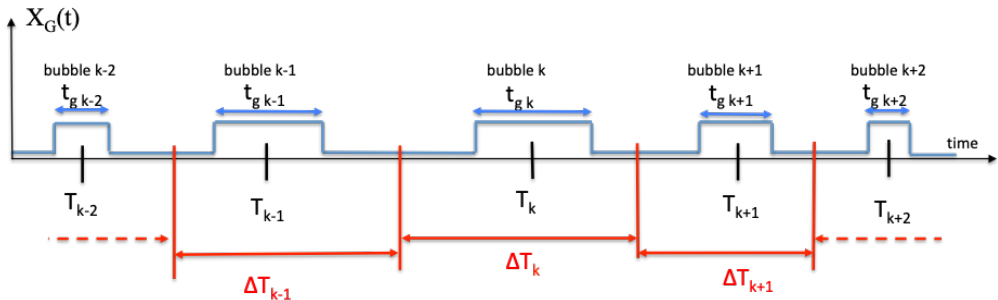 X_G(t)
bubble k-2 bubble k-1 bubble k bubble k+1 bubble k+2
t_g k-2 t_g k-1 t_g k t_g k+1 t_g k+2
time
T_k-2 T_k-1 T_k T_k+1 T_k+2
ΔT_k-1 ΔT_k ΔT_k+1